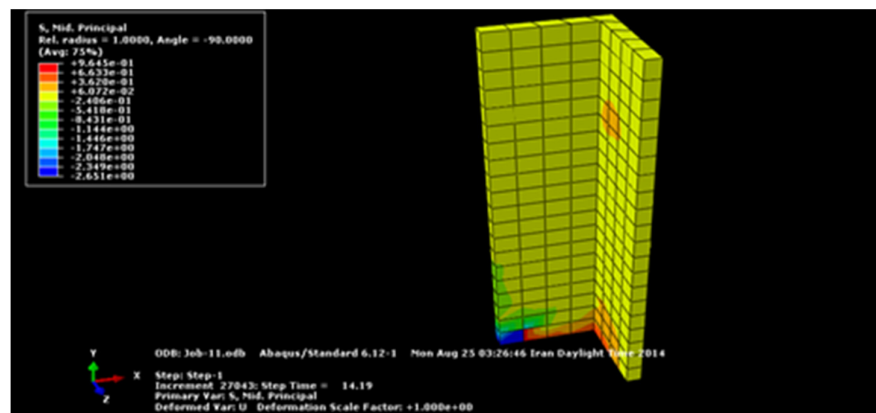 S, Mid. Principal
Rel. radius = 1.0000, Angle = -90.0000
(Avg: 75%)
+9.645e-01
+6.633e-01
+3.620e-01
+6.072e-02
-2.406e-01
-5.418e-01
-8.431e-01
-1.144e+00
-1.446e+00
-1.747e+00
-2.048e+00
-2.349e+00
-2.651e+00
ODB: Job-11.odb Abaqus/Standard 6.12-1 Mon Aug 25 03:26:46 Iran Daylight Time 2014
Y
X
Z
Step: Step-1
Increment 27043: Step Time = 14.19
Primary Var: S, Mid. Principal
Deformed Var: U Deformation Scale Factor: +1.000e+00